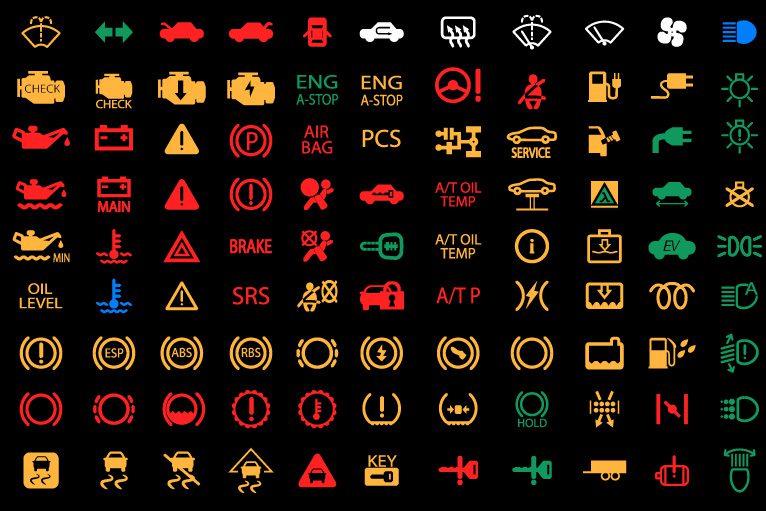 CHECK
CHECK
ENG
A-STOP
ENG
A-STOP
P
AIR
BAG
PCS
SERVICE
MAIN
A/T OIL
TEMP
MIN
BRAKE
A/T OIL
TEMP
i
EV
OIL
LEVEL
SRS
A/T P
A
ESP
ABS
RBS
HOLD
KEY